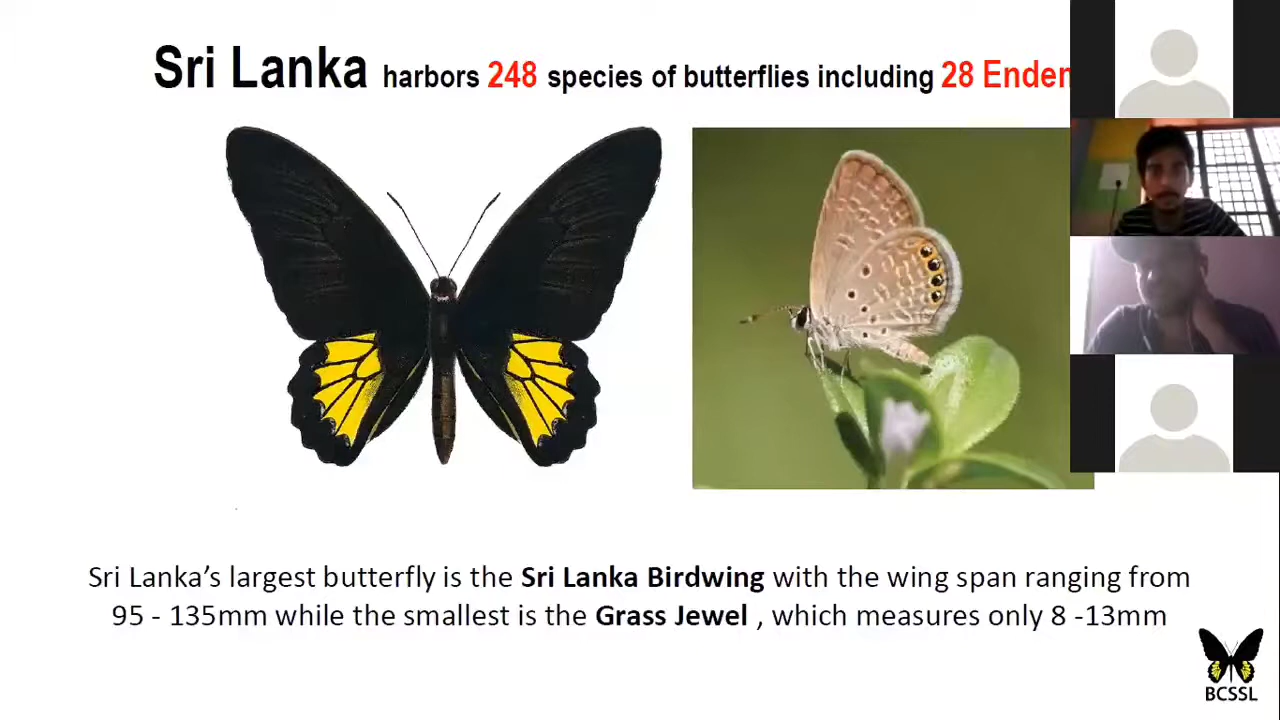 Sri Lanka harbors 248 species of butterflies including 28
Sri Lanka's largest butterfly is the Sri Lanka Birdwing with the wing span ranging from
95 - 135mm while the smallest is the Grass Jewel , which measures only 8 -13mm
BCSSL